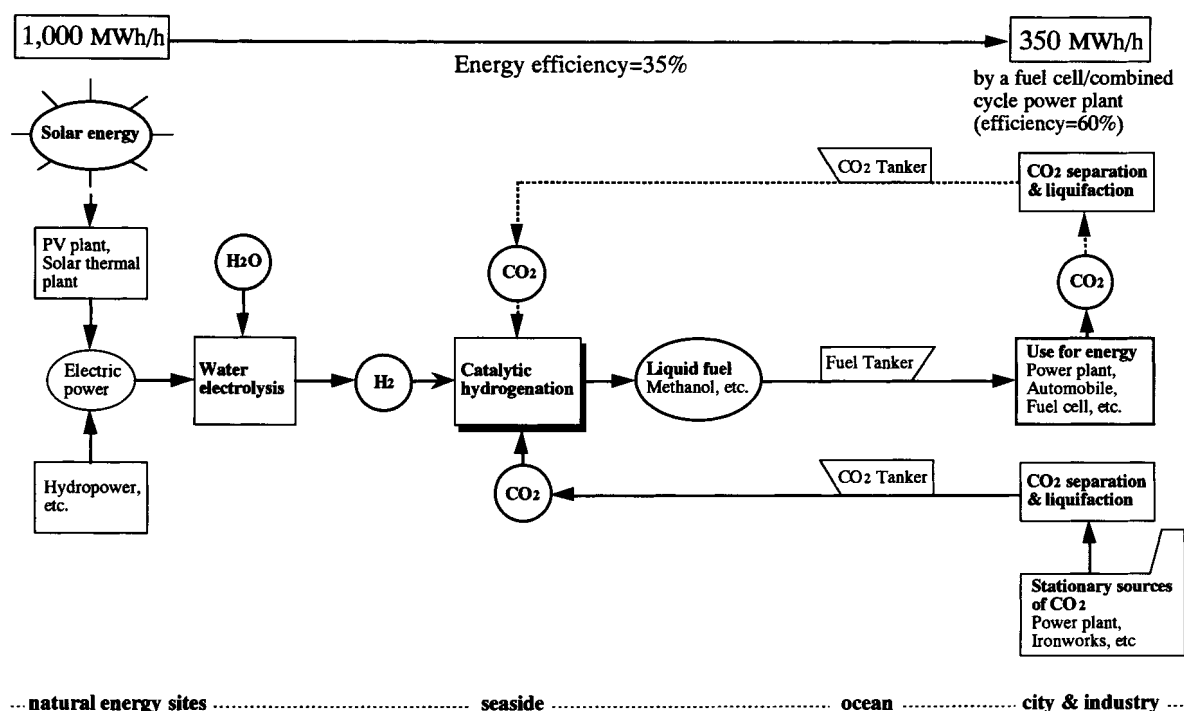 1,000 MWh/h
350 MWh/h
Energy efficiency=35%
by a fuel cell/combined
cycle power plant
(efficiency=60%)
Solar energy
CO2 Tanker
CO2 separation
& liquifaction
PV plant,
Solar thermal
plant
H2O
CO2
CO2
Electric
power
Water
electrolysis
H2
Catalytic
hydrogenation
Liquid fuel
Methanol, etc.
Fuel Tanker
Use for energy
Power plant,
Automobile,
Fuel cell, etc.
Hydropower,
etc.
CO2
CO2 Tanker
CO2 separation
& liquifaction
Stationary sources
of CO2
Power plant,
Ironworks, etc
natural energy sites
seaside
ocean
city & industry